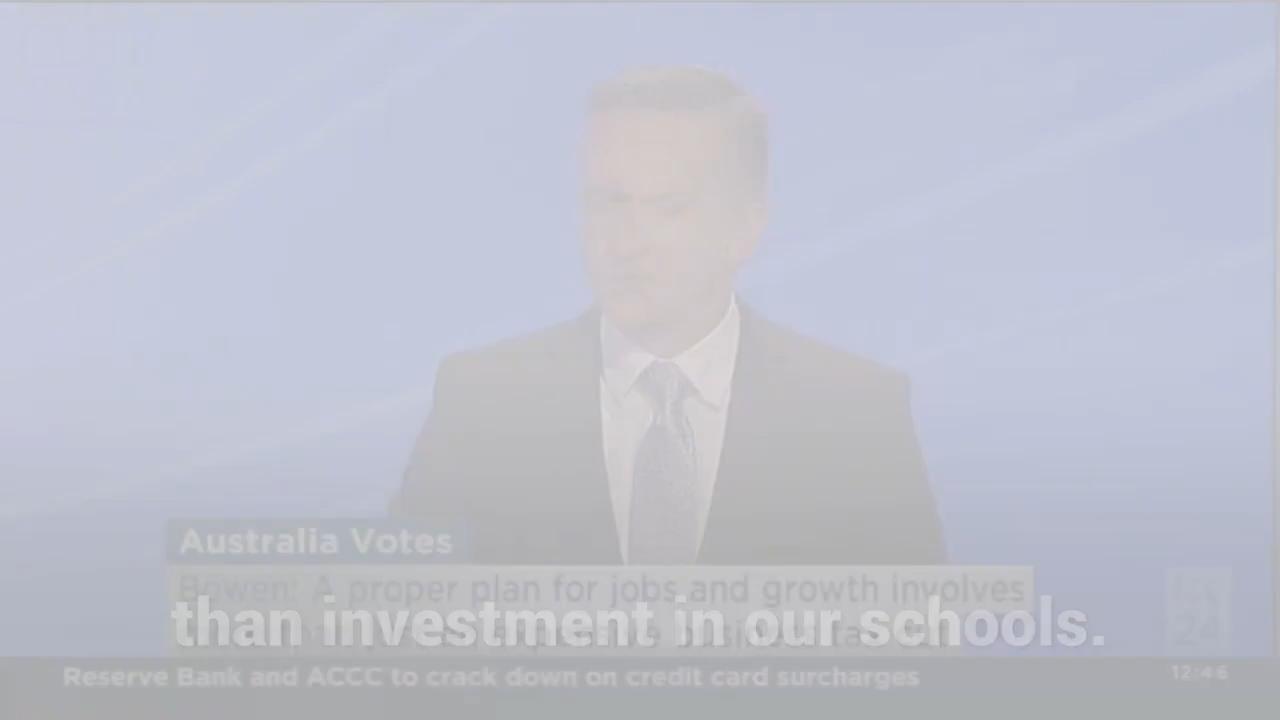 Australia Votes
Bowen: A proper plan for jobs and growth involves
than investment in our schools.
24
Reserve Bank and ACCC to crack down on credit card surcharges
12:46